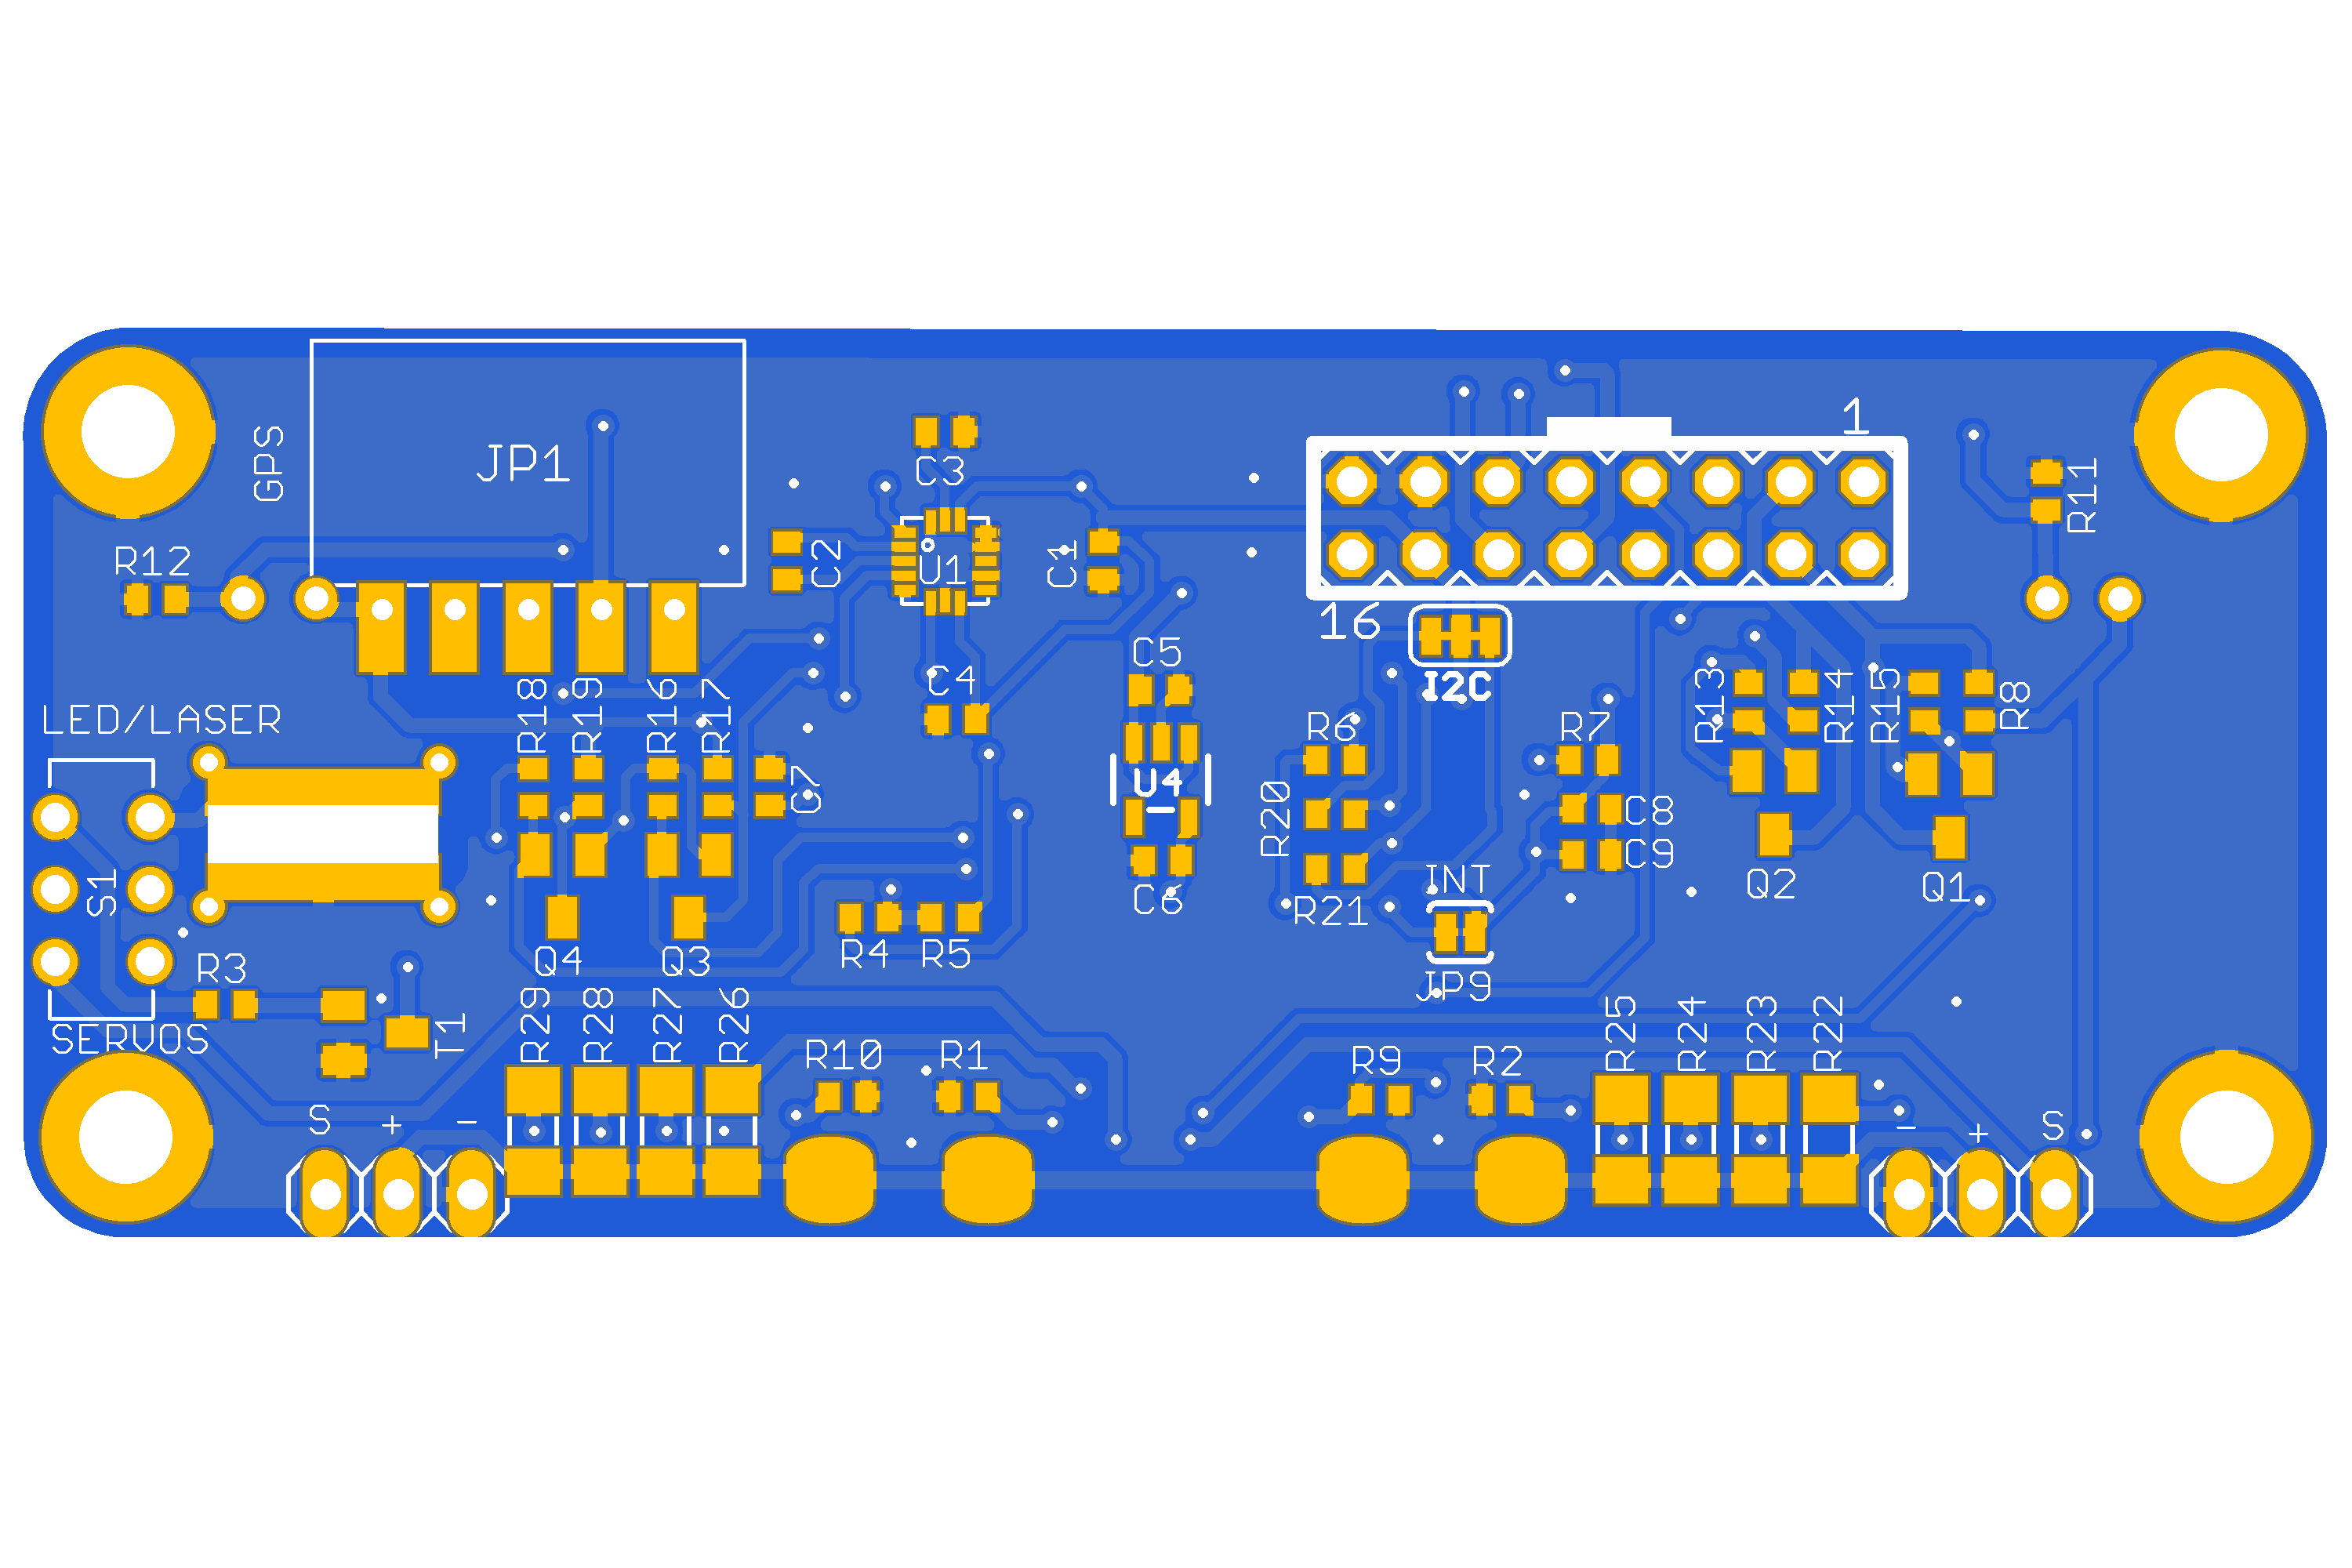 1
GPS
JP1
C3
R11
R12
C2
U1
C1
16
C5
I2C
C4
R18
R19
R16
R17
R13
R14
R15
R8
LED/LASER
R6
R7
C7
U4
R20
C8
C9
S1
C6
INT
Q2
Q1
R21
Q4
Q3
R4
R5
R3
JP9
SERVOS
T1
R29
R28
R27
R26
R10
R1
R9
R2
R25
R24
R23
R22
S + -
- + S